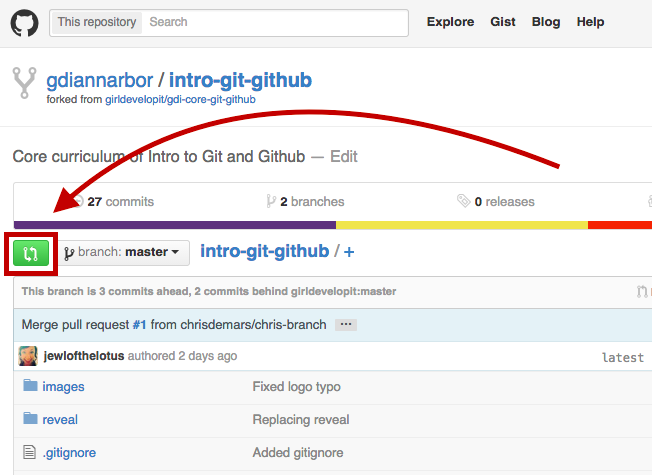 This repository Search Explore Gist Blog Help
gdiannarbor / intro-git-github
forked from girldevelopit/gdi-core-git-github
Core curriculum of Intro to Git and Github — Edit
27 commits 2 branches 0 releases
branch: master intro-git-github / +
This branch is 3 commits ahead, 2 commits behind girldevelopit:master
Merge pull request #1 from chrisdemars/chris-branch ...
jewlofthelotus authored 2 days ago latest
images Fixed logo typo
reveal Replacing reveal
.gitignore Added gitignore